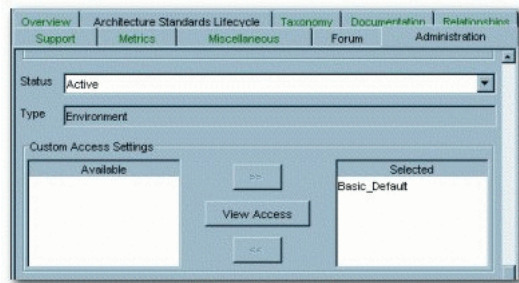 Overview Architecture Standards Lifecycle Taxonomy Documentation Relationships
Support Metrics Miscellaneous Forum Administration
Status Active
Type Environment
Custom Access Settings
Available Selected
>> Basic_Default
View Access
<<